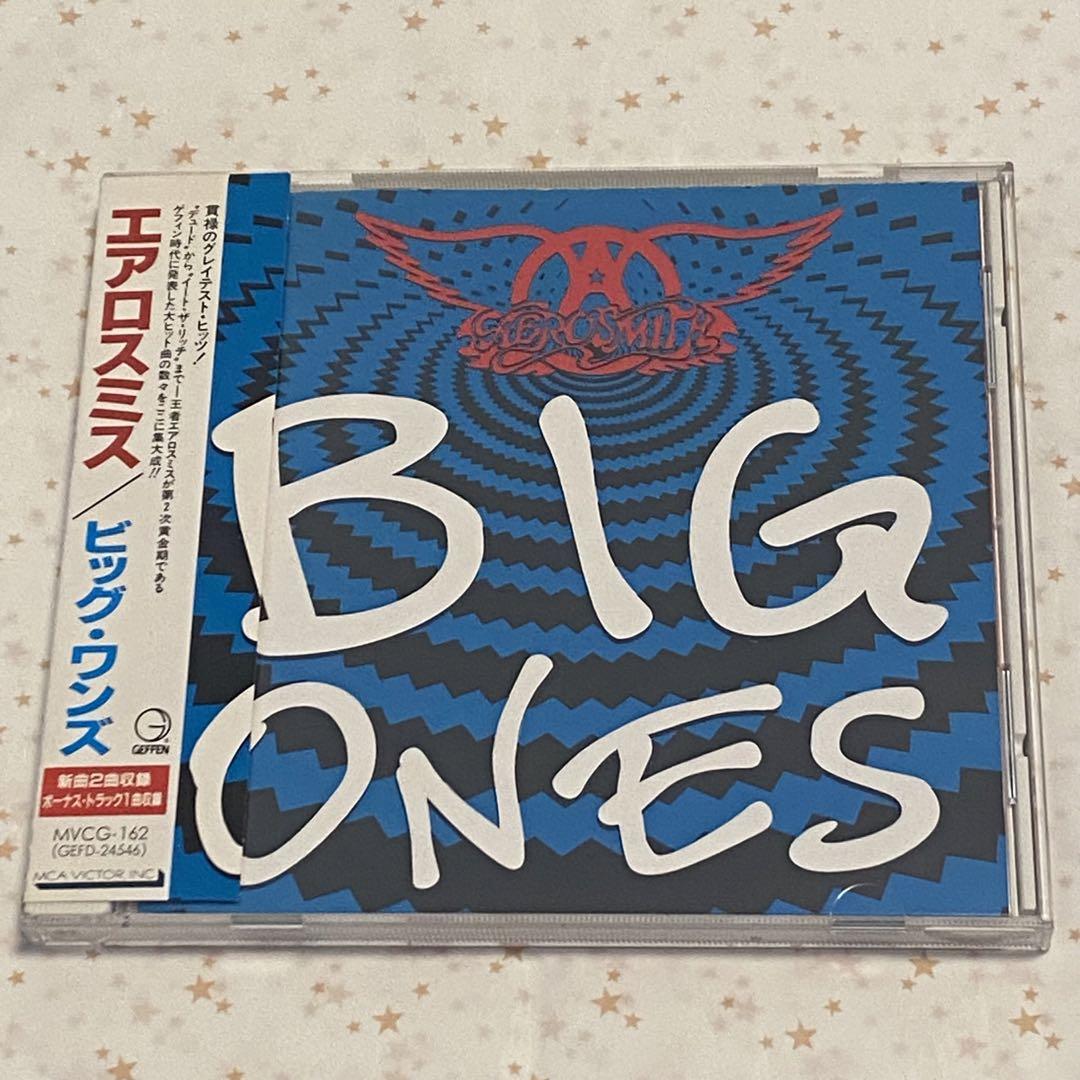 エアロスミス/ビッグ・ワンズ
貫禄のグレイテスト・ヒッツ!
"デュード"から"イート・ザ・リッチ"まで—王者エアロスミスが第2次黄金期である
ゲフィン時代に発表した大ヒット曲の数々をここに集大成!!
GEFFEN
新曲2曲収録
ボーナス・トラック1曲収録
MVCG-162
(GEFD-24546)
MCA VICTOR, INC.
A
AEROSMITH
BIG
ONES